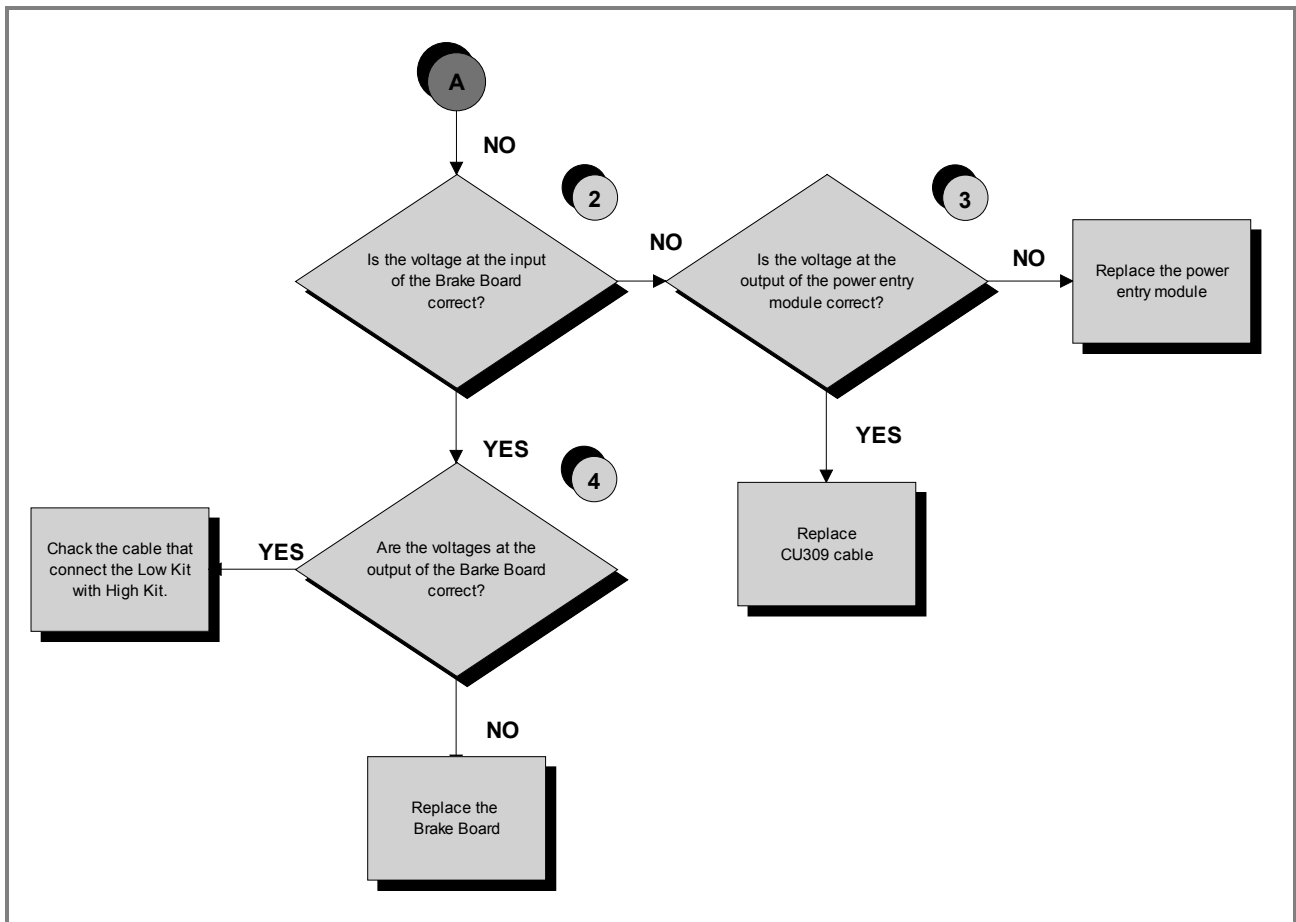 A
NO
2
Is the voltage at the input
of the Brake Board
correct?
NO
3
Is the voltage at the
output of the power entry
module correct?
NO
Replace the power
entry module
YES
4
Are the voltages at the
output of the Barke Board
correct?
YES
Chack the cable that
connect the Low Kit
with High Kit.
YES
Replace
CU309 cable
NO
Replace the
Brake Board